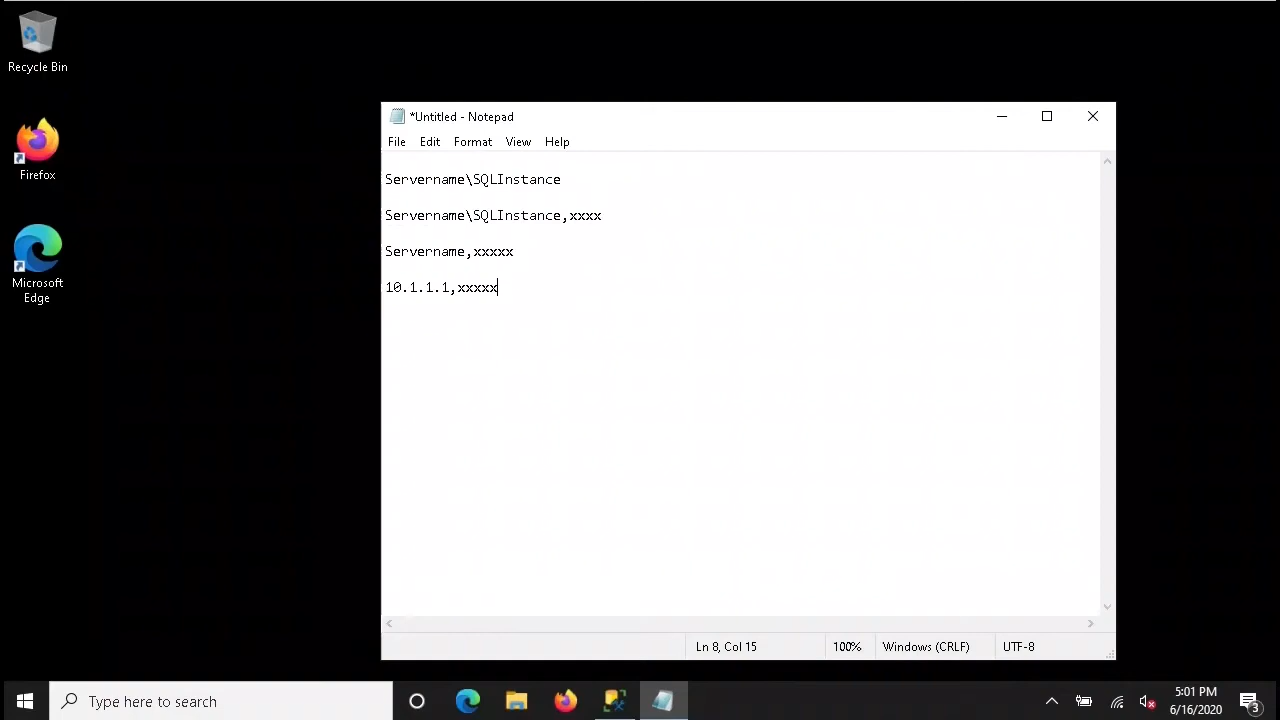 Recycle Bin
Firefox
Microsoft
Edge
*Untitled - Notepad
File Edit Format View Help
Servername\SQLInstance
Servername\SQLInstance,xxxx
Servername,xxxxx
10.1.1.1,xxxxx
Ln 8, Col 15 100% Windows (CRLF) UTF-8
Type here to search
5:01 PM
6/16/2020
3